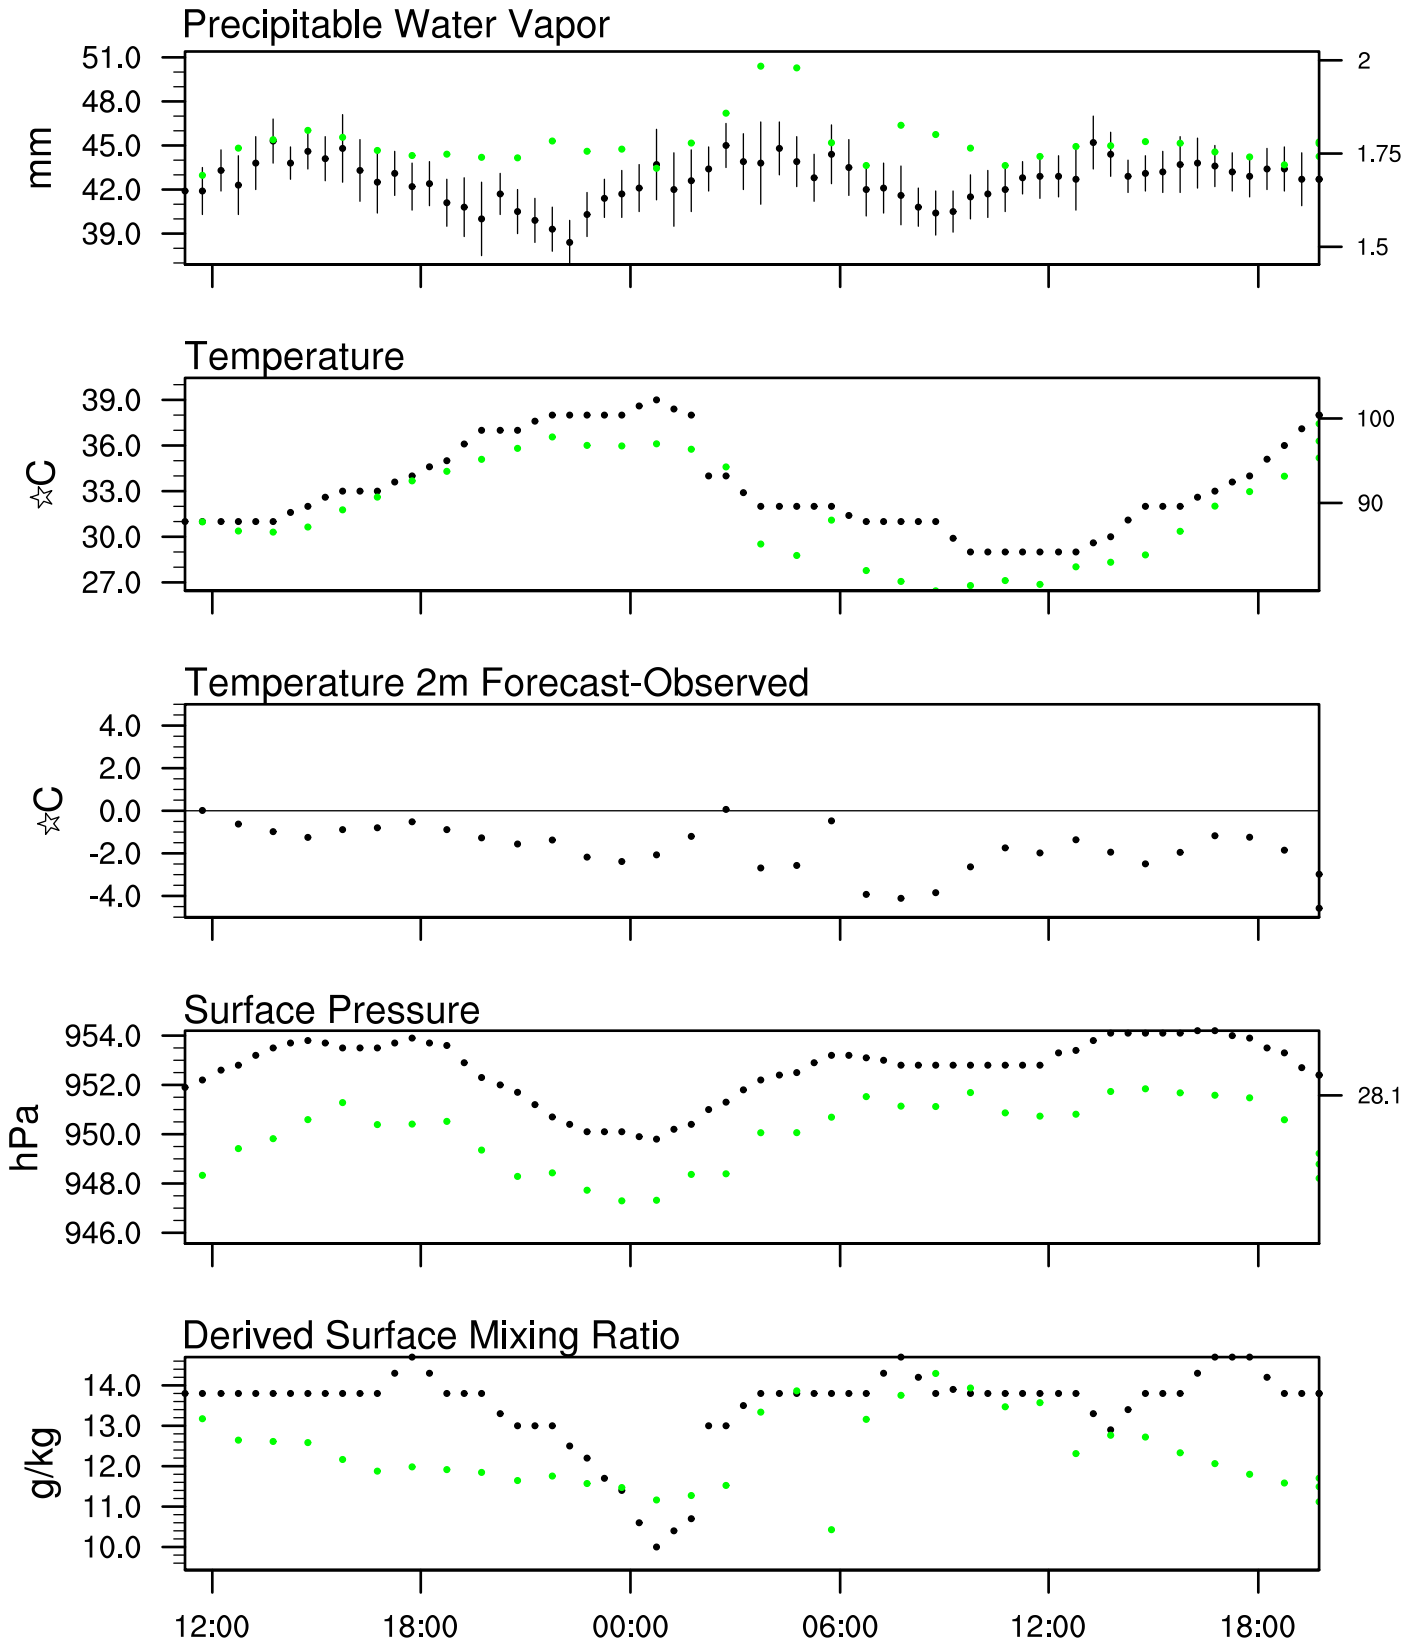 Precipitable Water Vapor
51.0
48.0
45.0
42.0
39.0
mm
2
1.75
1.5
Temperature
39.0
36.0
33.0
30.0
27.0
☆C
100
90
Temperature 2m Forecast-Observed
4.0
2.0
0.0
-2.0
-4.0
☆C
Surface Pressure
954.0
952.0
950.0
948.0
946.0
hPa
28.1
Derived Surface Mixing Ratio
14.0
13.0
12.0
11.0
10.0
g/kg
12:00 18:00 00:00 06:00 12:00 18:00